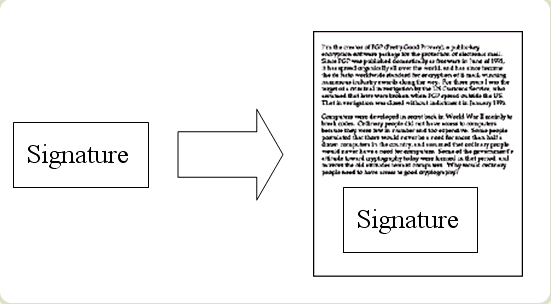 Signature
I'm the creator of PGP (Pretty Good Privacy), a public-key
encryption software package for the protection of electronic mail.
Since PGP was published domestically as freeware in June of 1991,
it has spread organically all over the world, and has since become
the de facto worldwide standard for encryption of E-mail, winning
numerous industry awards along the way. For three years I was the
target of a criminal investigation by the US Customs Service, who
assumed that laws were broken when PGP spread outside the US.
That investigation was closed without indictment in January 1996.
Computers were developed in secret back in World War II mainly to
break codes. Ordinary people did not have access to computers,
because they were few in number and too expensive. Some people
postulated that there would never be a need for more than half a
dozen computers in the country, and assumed that ordinary people
would never have a need for computers. Some of the government's
attitude toward cryptography today were formed in that period, and
mirrors the old attitudes toward computers. Why would ordinary
people need to have access to good cryptography?
Signature